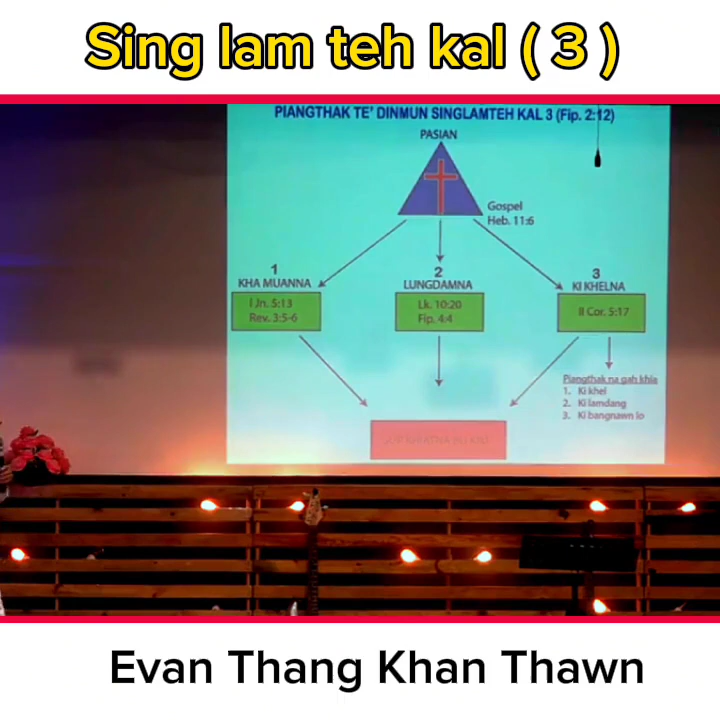 Sing lam teh kal ( 3 )
PIANGTHAK TE' DINMUN SINGLAMTEH KAL 3 (Fip. 2:12)
PASIAN
Gospel
Heb. 11:6
1
KHA MUANNA
I Jn. 5:13
Rev. 3:5-6
2
LUNGDAMNA
Lk. 10:20
Fip. 4:4
3
KI KHELNA
II Cor. 5:17
Piangthak na gah khia
1. Ki khel
2. Ki lamdang
3. Ki bangnawn lo
Evan Thang Khan Thawn